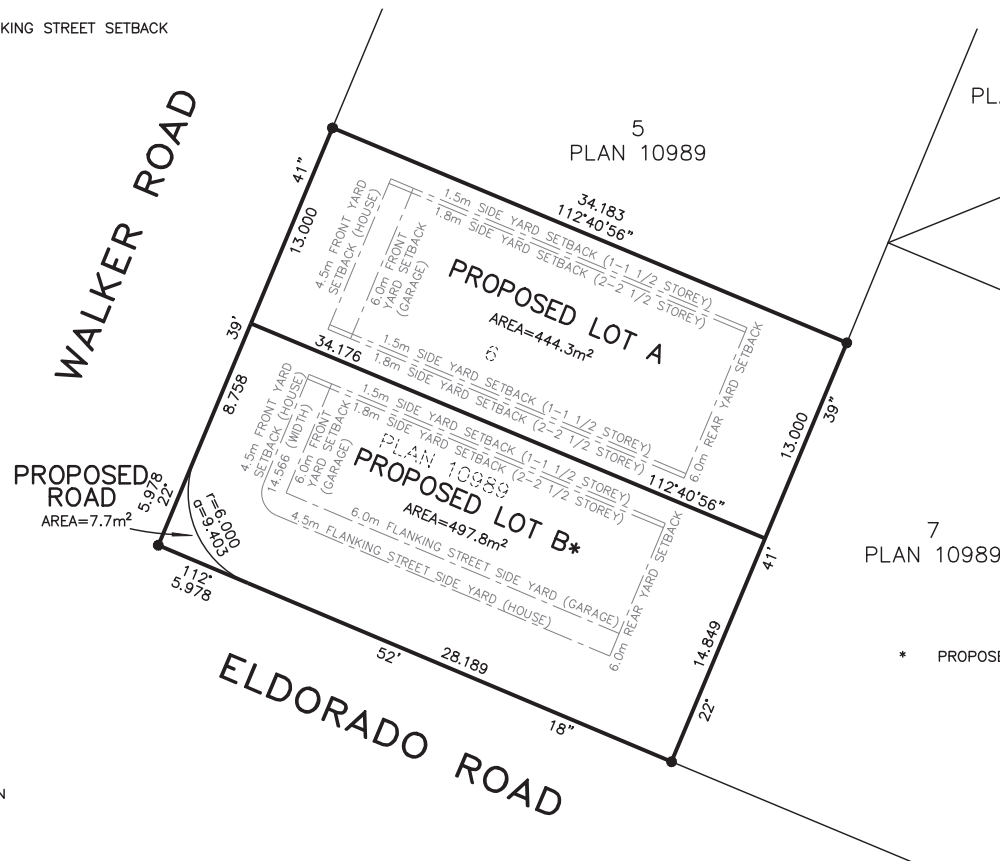 KING STREET SETBACK
WALKER ROAD
5
PLAN 10989
PL
41"
13.000
39'
8.758
34.183
112°40'56"
4.5m FRONT YARD
SETBACK (HOUSE)
6.0m FRONT
YARD SETBACK
(GARAGE)
1.5m SIDE YARD SETBACK (1-1 1/2 STOREY)
1.8m SIDE YARD SETBACK (2-2 1/2 STOREY)
PROPOSED LOT A
AREA=444.3m²
6
6.0m REAR YARD SETBACK
13.000
39"
34.176
1.5m SIDE YARD SETBACK (1-1 1/2 STOREY)
1.8m SIDE YARD SETBACK (2-2 1/2 STOREY)
112°40'56"
4.5m FRONT YARD
SETBACK (HOUSE)
14.566 (WIDTH)
6.0m FRONT
YARD SETBACK
(GARAGE)
1.5m SIDE YARD SETBACK (1-1 1/2 STOREY)
1.8m SIDE YARD SETBACK (2-2 1/2 STOREY)
PLAN 10989
PROPOSED LOT B*
AREA=497.8m²
6.0m FLANKING STREET SIDE YARD (GARAGE)
4.5m FLANKING STREET SIDE YARD (HOUSE)
6.0m REAR YARD SETBACK
41'
14.849
22°
PROPOSED
ROAD
AREA=7.7m²
5.978
22°
r=6.000
a=9.403
112°
5.978
52'
28.189
18"
ELDORADO ROAD
7
PLAN 10989
* PROPOSE
N